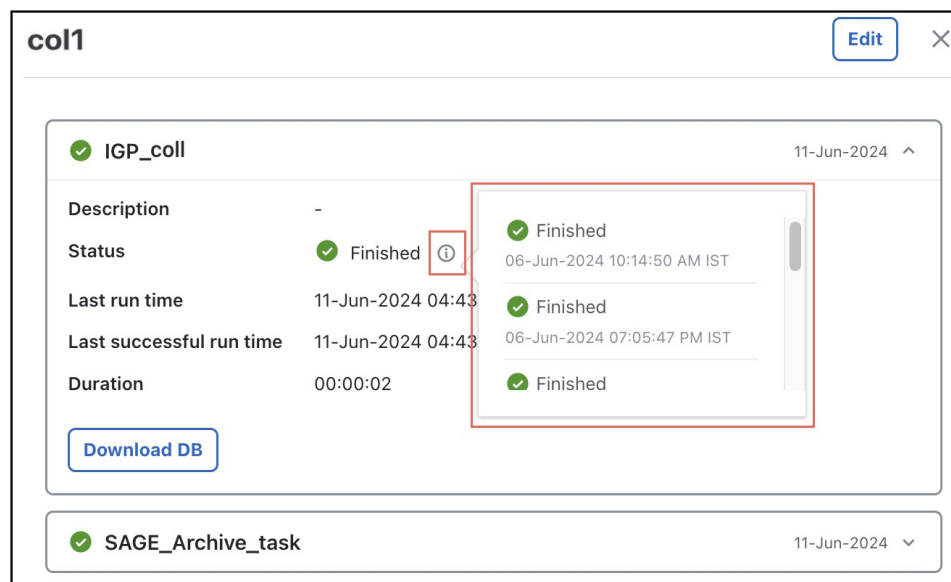 col1
Edit
IGP_coll
11-Jun-2024
Description
-
Status
Finished
Last run time
11-Jun-2024 04:43
Last successful run time
11-Jun-2024 04:43
Duration
00:00:02
Finished
06-Jun-2024 10:14:50 AM IST
Finished
06-Jun-2024 07:05:47 PM IST
Finished
Download DB
SAGE_Archive_task
11-Jun-2024